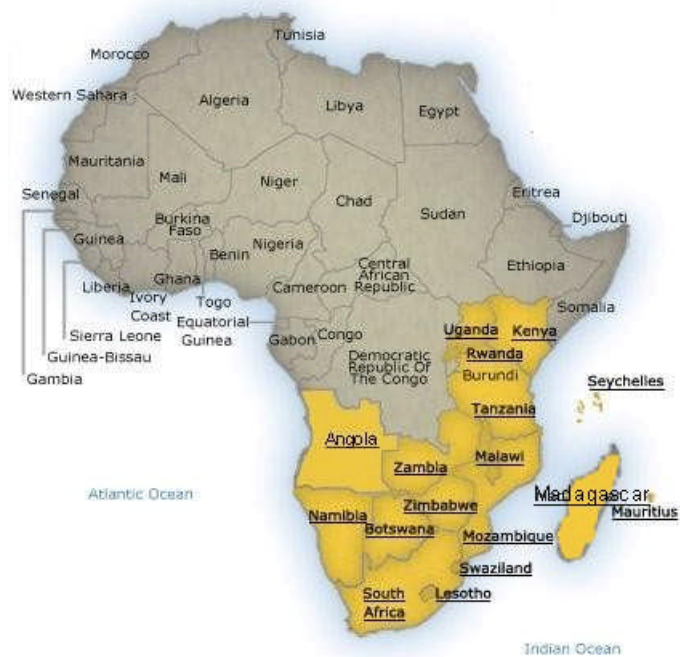 Tunisia
Morocco
Western Sahara
Algeria
Libya
Egypt
Mauritania
Mali
Niger
Chad
Sudan
Eritrea
Djibouti
Senegal
Guinea
Burkina
Faso
Benin
Nigeria
Ethiopia
Central
African
Republic
Cameroon
Liberia
Ghana
Ivory
Coast
Togo
Somalia
Equatorial
Guinea
Sierra Leone
Guinea-Bissau
Gambia
Congo
Gabon
Democratic
Republic Of
The Congo
Uganda
Kenya
Rwanda
Burundi
Seychelles
Tanzania
Angola
Zambia
Malawi
Atlantic Ocean
Madagascar
Mauritius
Namibia
Zimbabwe
Botswana
Mozambique
Swaziland
South
Africa
Lesotho
Indian Ocean